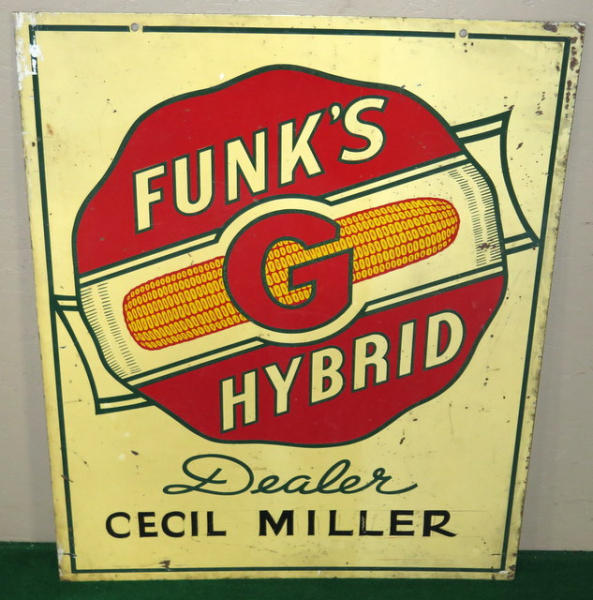 FUNK'S
G
HYBRID
Dealer
CECIL MILLER